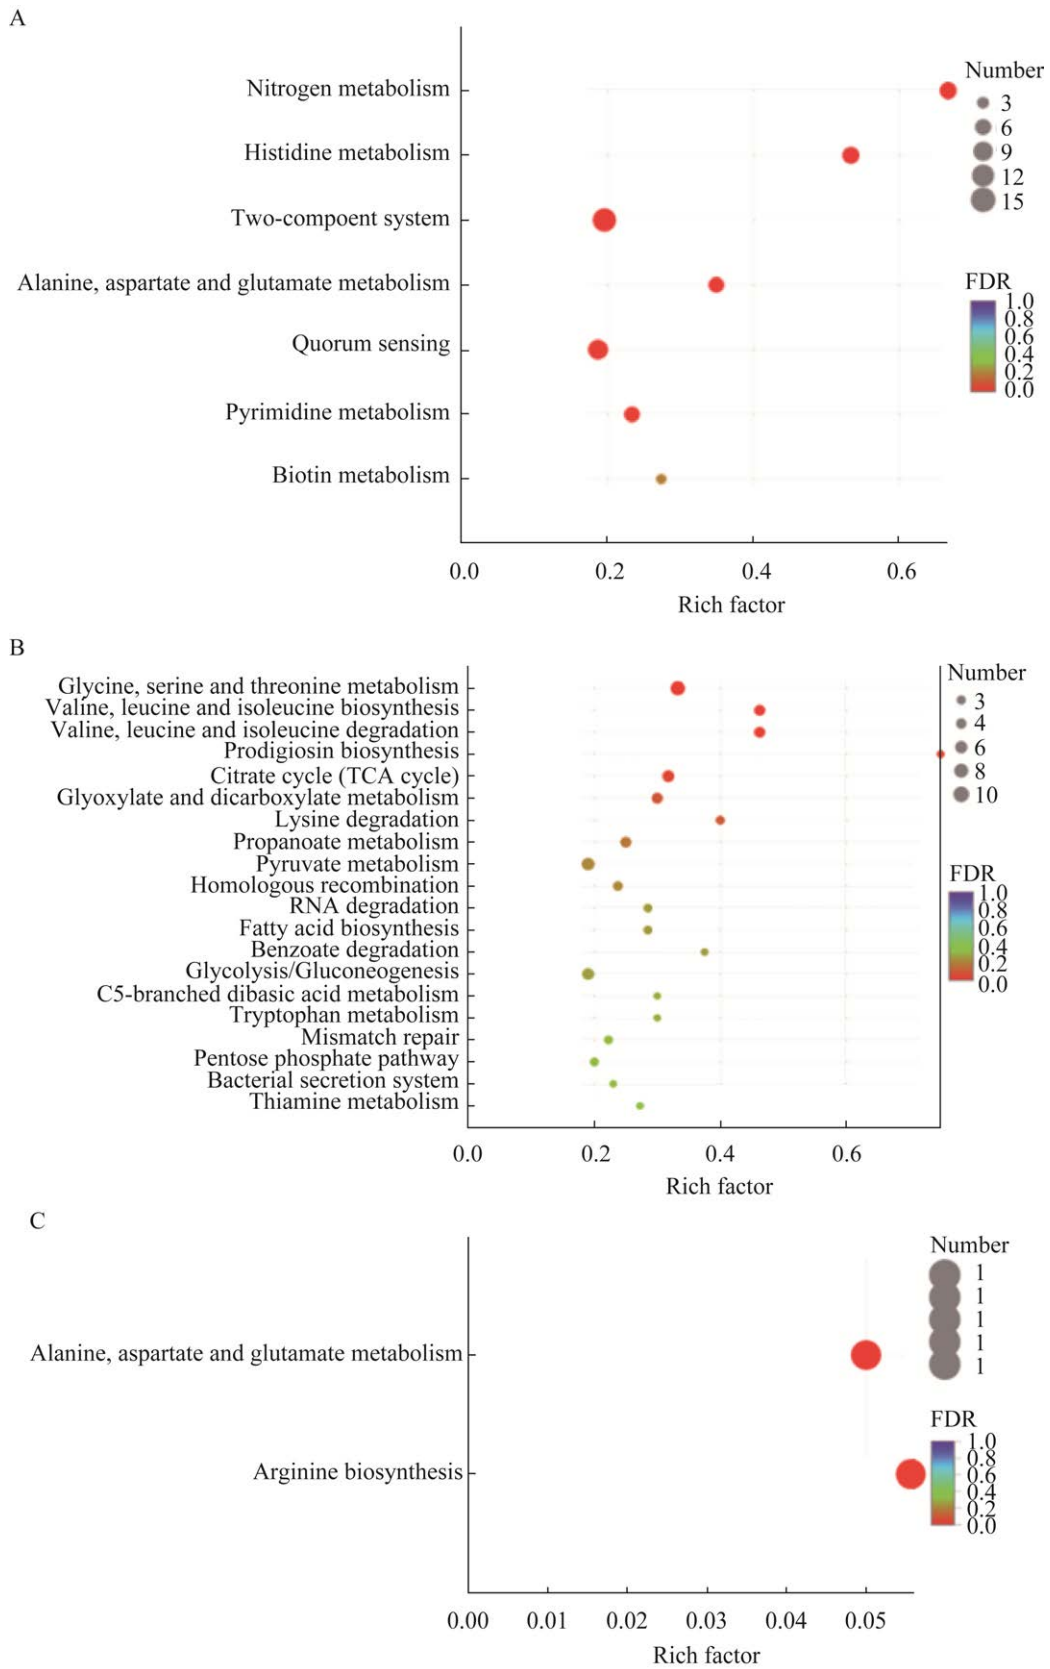 A
Nitrogen metabolism
Histidine metabolism
Two-compoent system
Alanine, aspartate and glutamate metabolism
Quorum sensing
Pyrimidine metabolism
Biotin metabolism
0.0 0.2 0.4 0.6
Rich factor
Number
3
6
9
12
15
FDR
1.0
0.8
0.6
0.4
0.2
0.0
B
Glycine, serine and threonine metabolism
Valine, leucine and isoleucine biosynthesis
Valine, leucine and isoleucine degradation
Prodigiosin biosynthesis
Citrate cycle (TCA cycle)
Glyoxylate and dicarboxylate metabolism
Lysine degradation
Propanoate metabolism
Pyruvate metabolism
Homologous recombination
RNA degradation
Fatty acid biosynthesis
Benzoate degradation
Glycolysis/Gluconeogenesis
C5-branched dibasic acid metabolism
Tryptophan metabolism
Mismatch repair
Pentose phosphate pathway
Bacterial secretion system
Thiamine metabolism
0.0 0.2 0.4 0.6
Rich factor
Number
3
4
6
8
10
FDR
1.0
0.8
0.6
0.4
0.2
0.0
C
Alanine, aspartate and glutamate metabolism
Arginine biosynthesis
0.00 0.01 0.02 0.03 0.04 0.05
Rich factor
Number
1
1
1
1
1
FDR
1.0
0.8
0.6
0.4
0.2
0.0